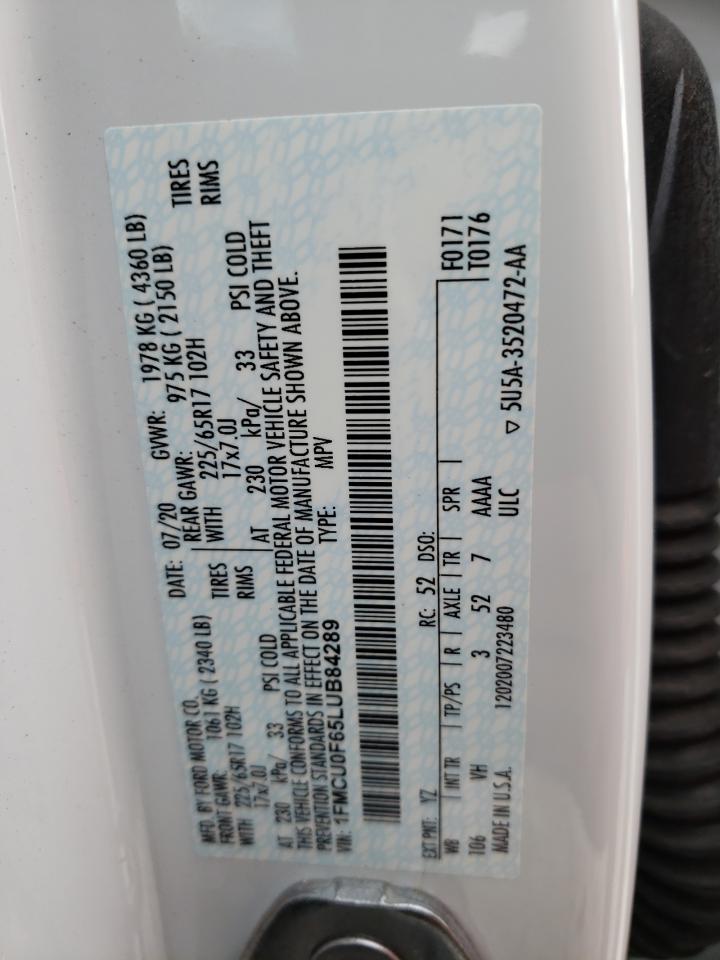 MFD. BY FORD MOTOR CO.
DATE: 07/20 GVWR: 1978 KG ( 4360 LB)
FRONT GAWR: 1061 KG ( 2340 LB) REAR GAWR: 975 KG ( 2150 LB)
WITH 225/65R17 102H TIRES WITH 225/65R17 102H TIRES
17x7.0J RIMS 17x7.0J RIMS
AT 230 kPa/ 33 PSI COLD AT 230 kPa/ 33 PSI COLD
THIS VEHICLE CONFORMS TO ALL APPLICABLE FEDERAL MOTOR VEHICLE SAFETY AND THEFT
PREVENTION STANDARDS IN EFFECT ON THE DATE OF MANUFACTURE SHOWN ABOVE.
VIN: 1FMCU0F65LUB84289 TYPE: MPV
EXT PNT: YZ RC: 52 DSO:
WB INT TR TP/PS R AXLE TR SPR F0171
106 VH 3 52 7 AAAA T0176
MADE IN U.S.A. 1202007223480 ULC
▽ 5U5A-3520472-AA